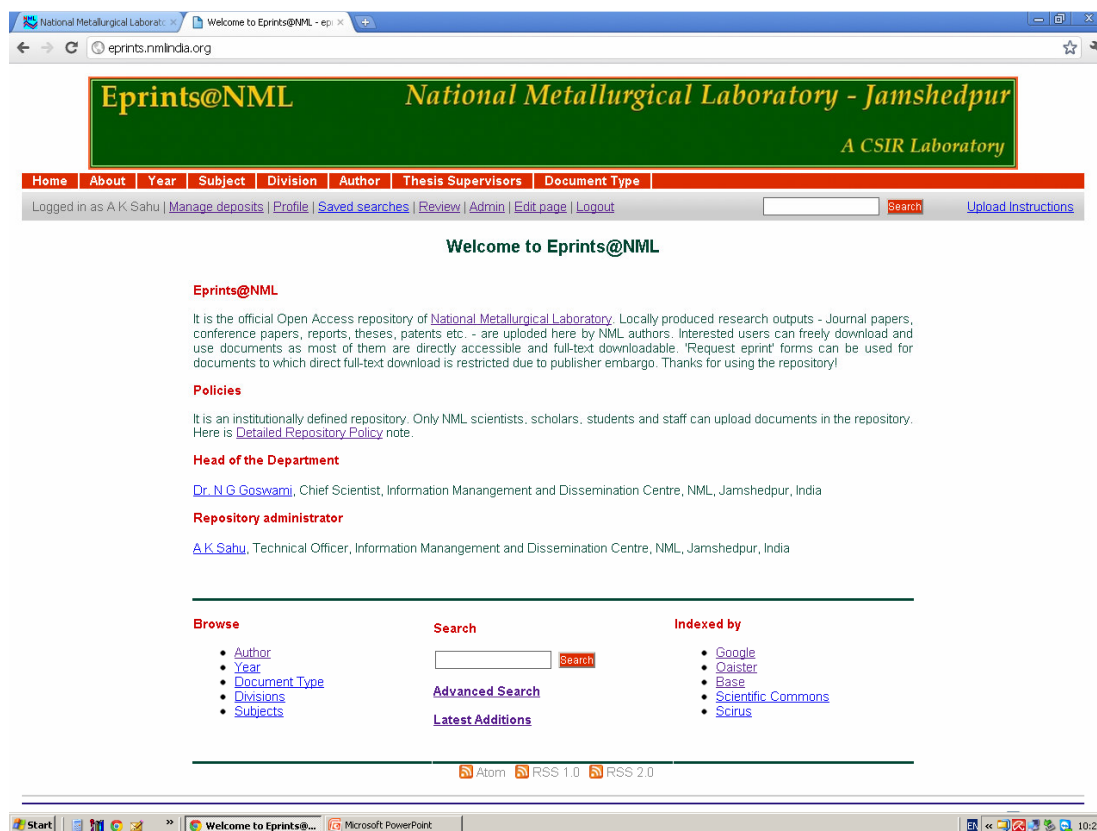 National Metallurgical Laborato
Welcome to Eprints@NML - epr
eprints.nmlindia.org
Eprints@NML
National Metallurgical Laboratory - Jamshedpur
A CSIR Laboratory
Home About Year Subject Division Author Thesis Supervisors Document Type
Logged in as A K Sahu | Manage deposits | Profile | Saved searches | Review | Admin | Edit page | Logout Search Upload Instructions
Welcome to Eprints@NML
Eprints@NML
It is the official Open Access repository of National Metallurgical Laboratory. Locally produced research outputs - Journal papers,
conference papers, reports, theses, patents etc. - are uploded here by NML authors. Interested users can freely download and
use documents as most of them are directly accessible and full-text downloadable. 'Request eprint' forms can be used for
documents to which direct full-text download is restricted due to publisher embargo. Thanks for using the repository!
Policies
It is an institutionally defined repository. Only NML scientists, scholars, students and staff can upload documents in the repository.
Here is Detailed Repository Policy note.
Head of the Department
Dr. N G Goswami, Chief Scientist, Information Manangement and Dissemination Centre, NML, Jamshedpur, India
Repository administrator
A K Sahu, Technical Officer, Information Manangement and Dissemination Centre, NML, Jamshedpur, India
Browse
Author
Year
Document Type
Divisions
Subjects
Search
Search
Advanced Search
Latest Additions
Indexed by
Google
Oaister
Base
Scientific Commons
Scirus
Atom RSS 1.0 RSS 2.0
Start » Welcome to Eprints@... Microsoft PowerPoint EN « 10:2